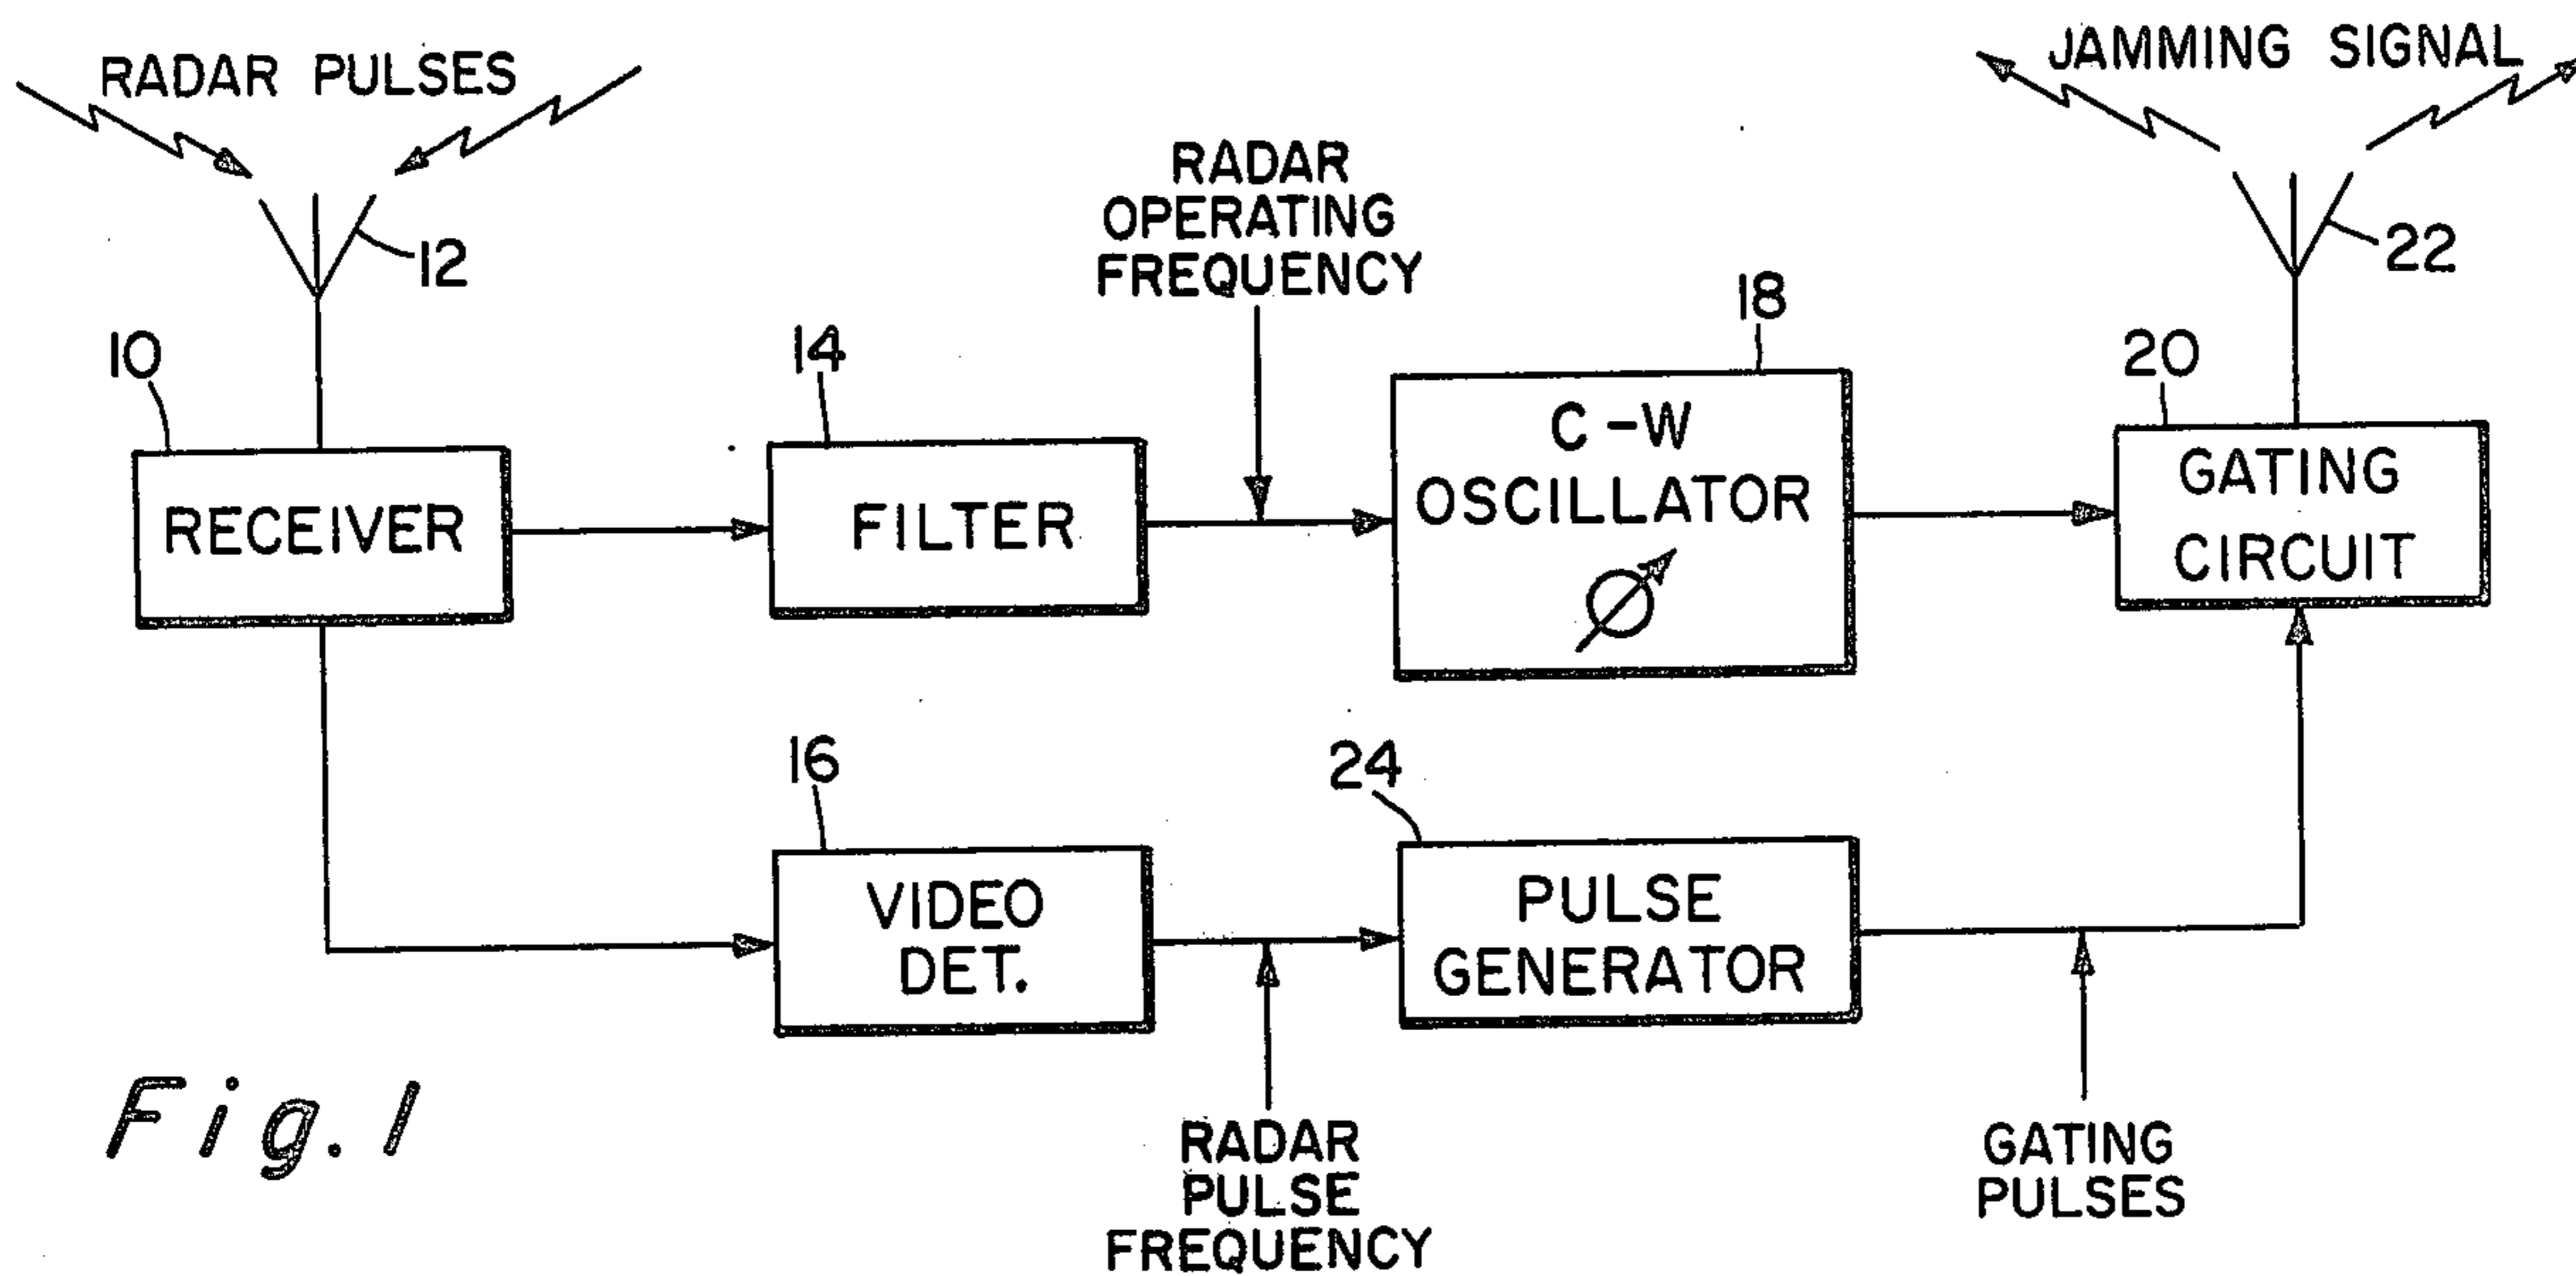 RADAR PULSES
JAMMING SIGNAL
RADAR
OPERATING
FREQUENCY
12
22
10
14
18
20
RECEIVER
FILTER
C-W
OSCILLATOR
GATING
CIRCUIT
16
24
VIDEO
DET.
PULSE
GENERATOR
Fig. 1
RADAR
PULSE
FREQUENCY
GATING
PULSES